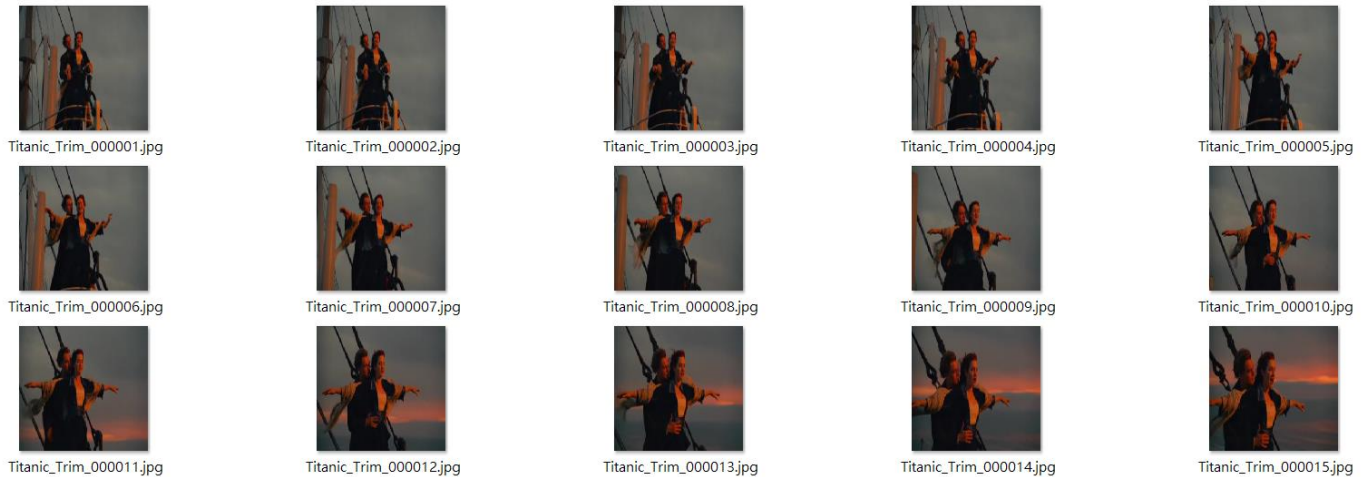 Titanic_Trim_000001.jpg Titanic_Trim_000002.jpg Titanic_Trim_000003.jpg Titanic_Trim_000004.jpg Titanic_Trim_000005.jpg
Titanic_Trim_000006.jpg Titanic_Trim_000007.jpg Titanic_Trim_000008.jpg Titanic_Trim_000009.jpg Titanic_Trim_000010.jpg
Titanic_Trim_000011.jpg Titanic_Trim_000012.jpg Titanic_Trim_000013.jpg Titanic_Trim_000014.jpg Titanic_Trim_000015.jpg